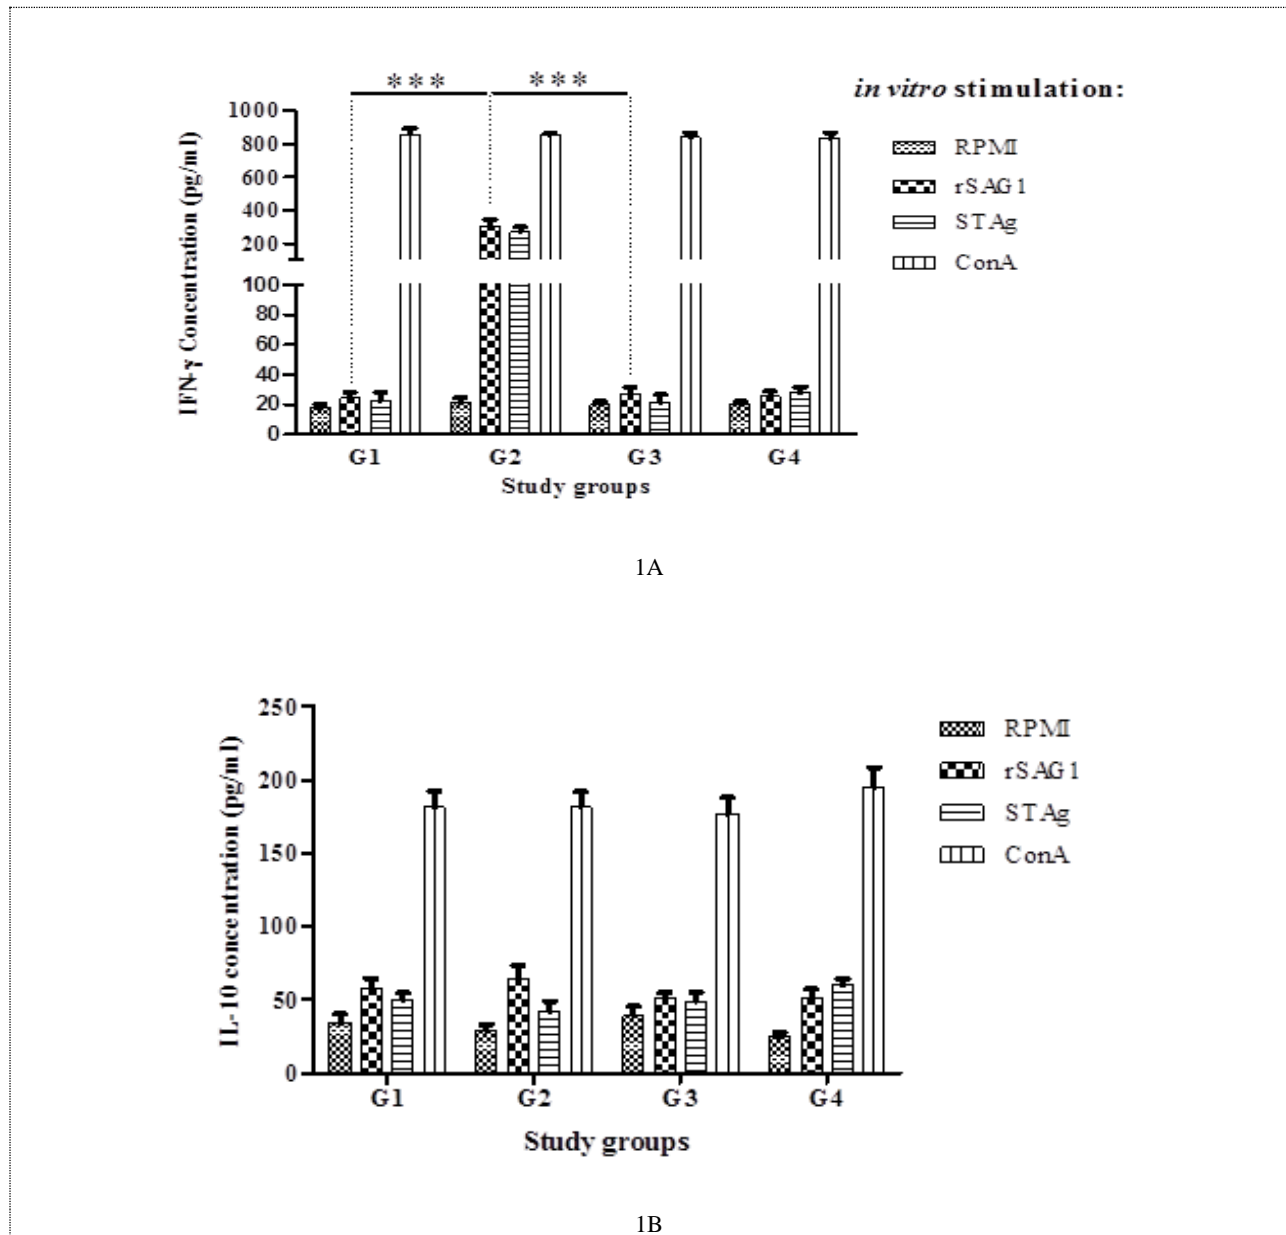 *** ***
in vitro stimulation:
IFN-γ Concentration (pg/ml)
1000
800
600
400
200
100
80
60
40
20
0
RPMI
rSAG1
STAg
ConA
G1 G2 G3 G4
Study groups
1A
IL-10 concentration (pg/ml)
250
200
150
100
50
0
RPMI
rSAG1
STAg
ConA
G1 G2 G3 G4
Study groups
1B